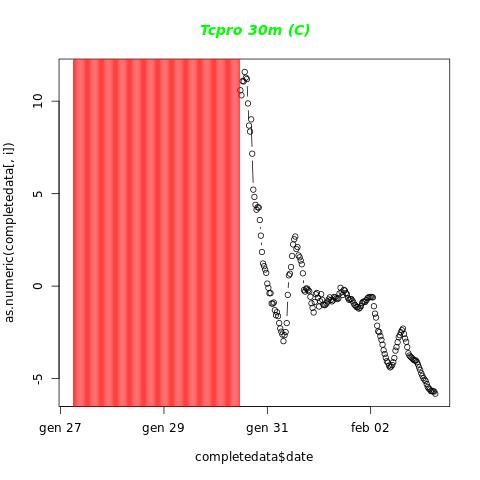 Tcpro 30m (C)
as.numeric(completedata[, i])
10
5
0
-5
gen 27
gen 29
gen 31
feb 02
completedata$date